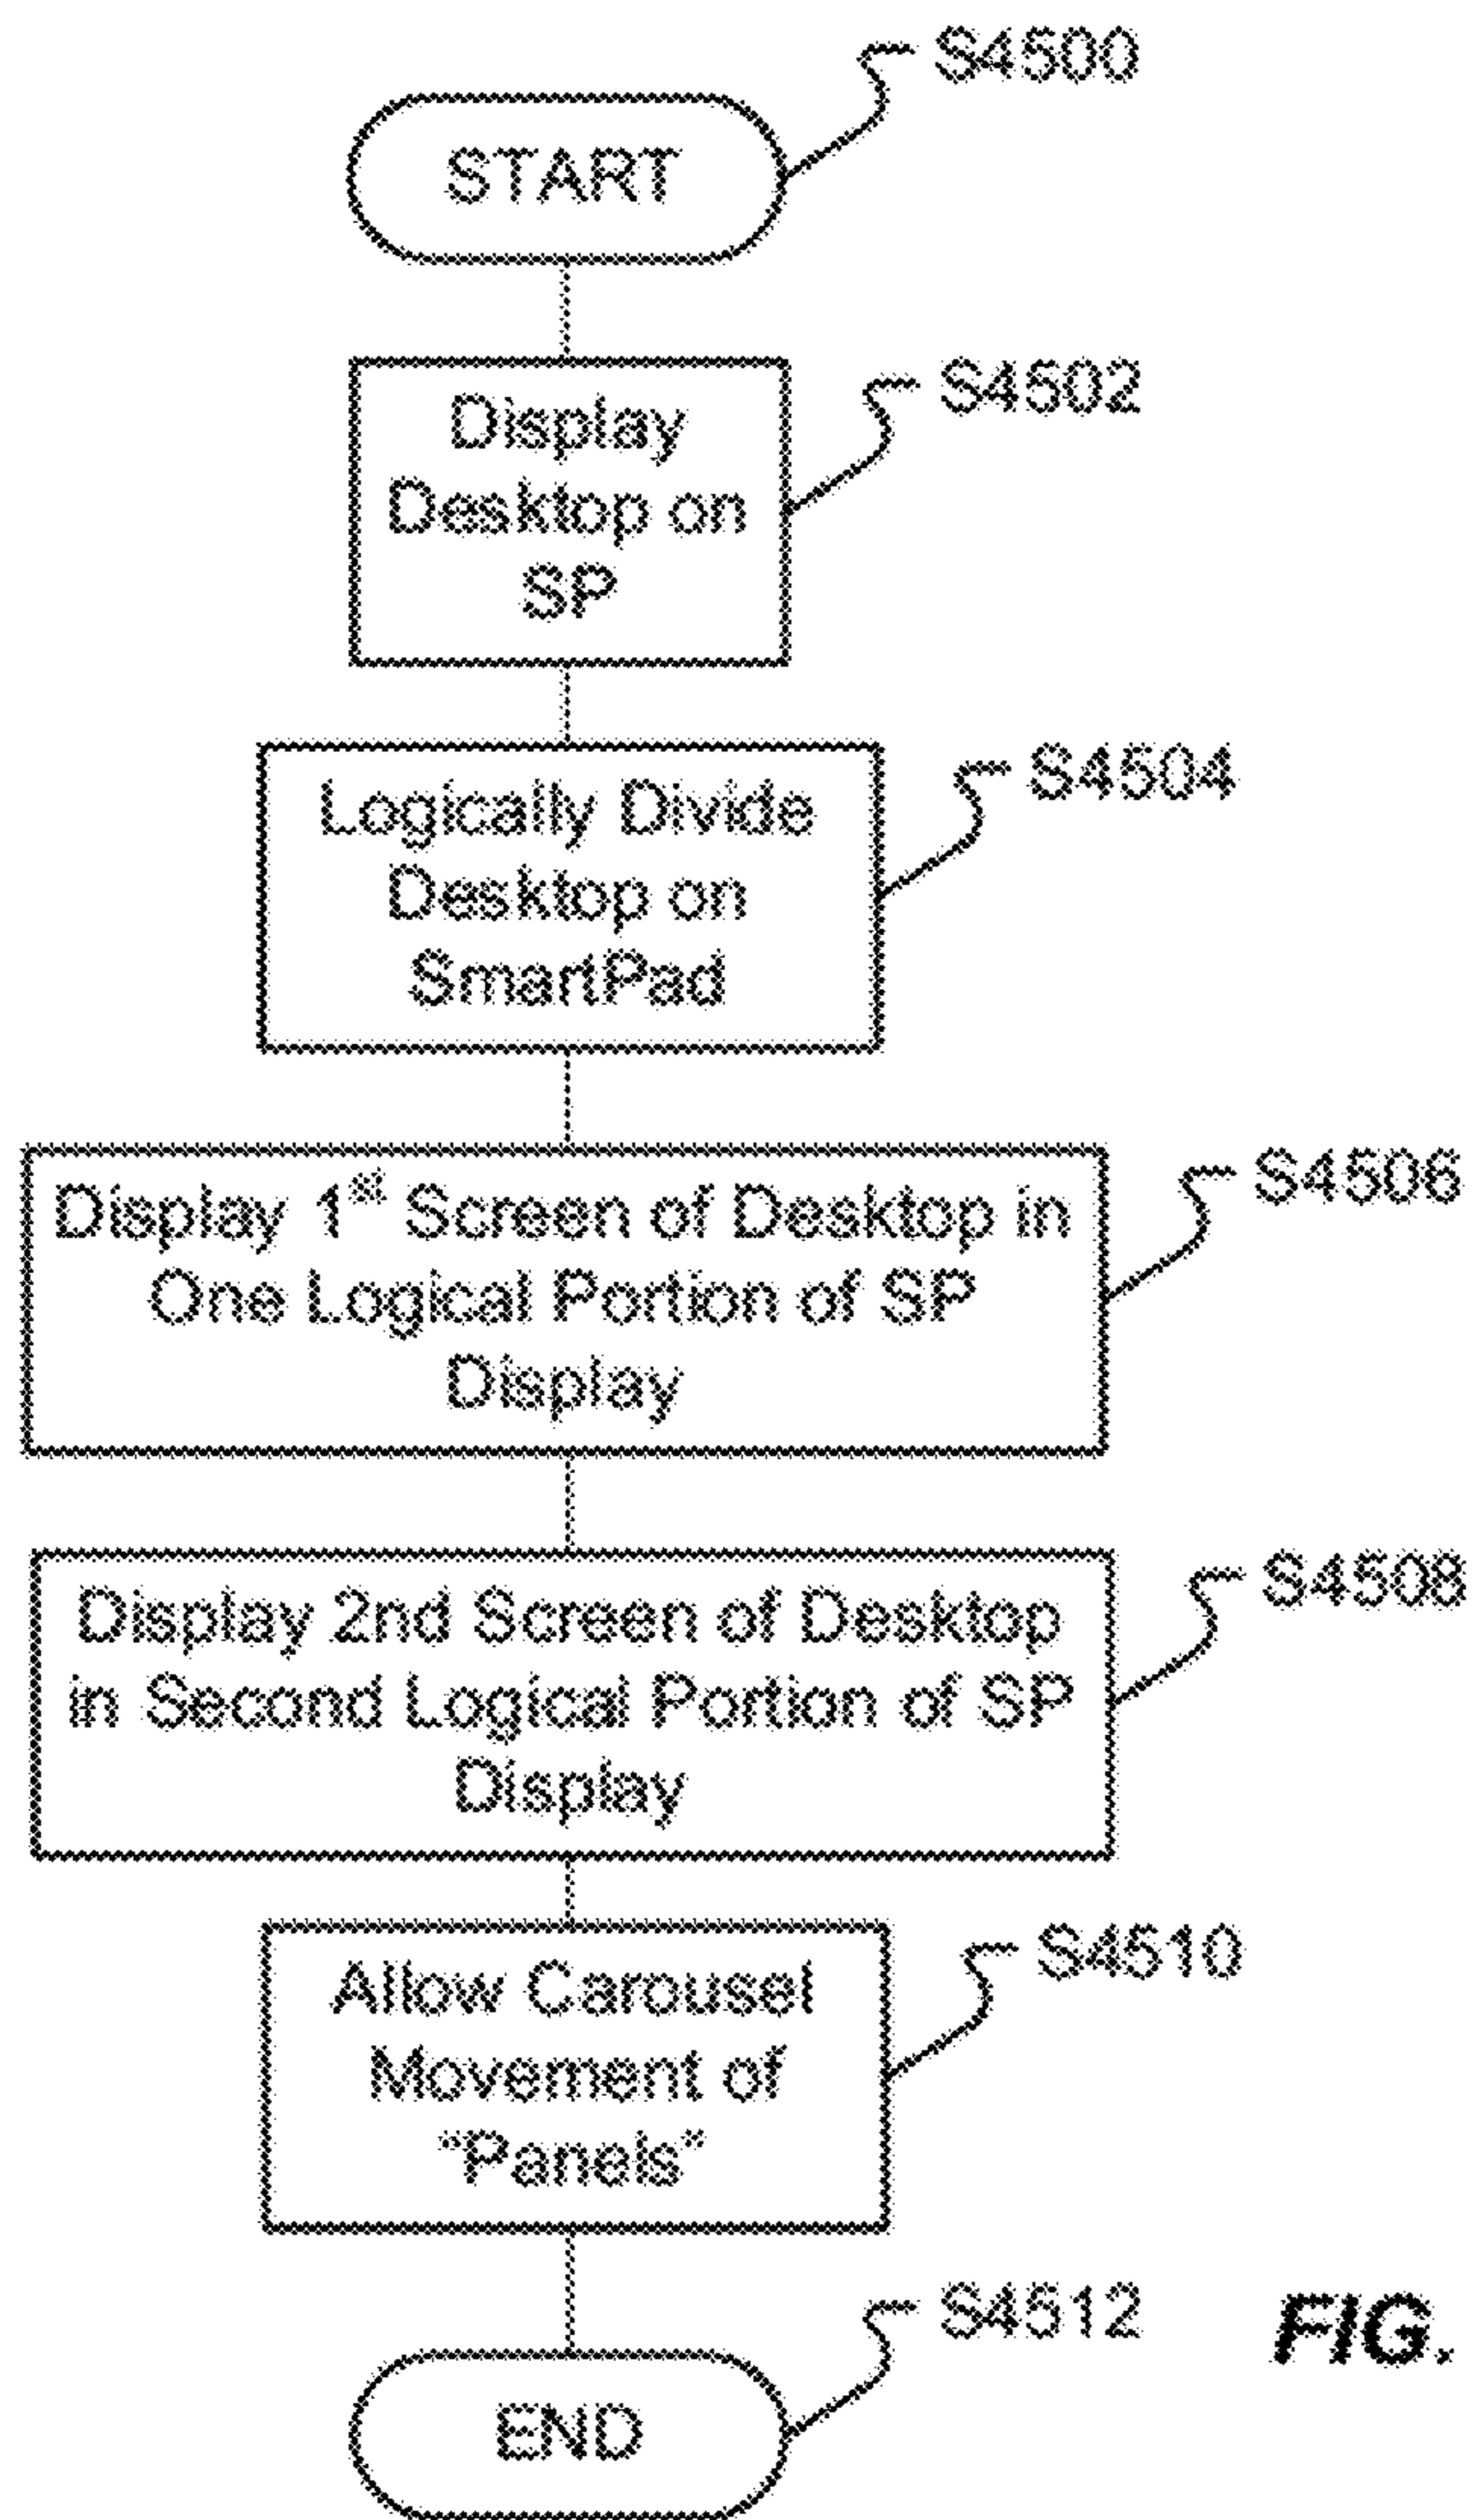 S4500
START
S4502
Display
Desktop on
SP
S4504
Logically Divide
Desktop on
SmartPad
S4506
Display 1st Screen of Desktop in
One Logical Portion of SP
Display
S4508
Display 2nd Screen of Desktop
in Second Logical Portion of SP
Display
S4510
Allow Carousel
Movement of
"Panels"
S4512
END
FIG.